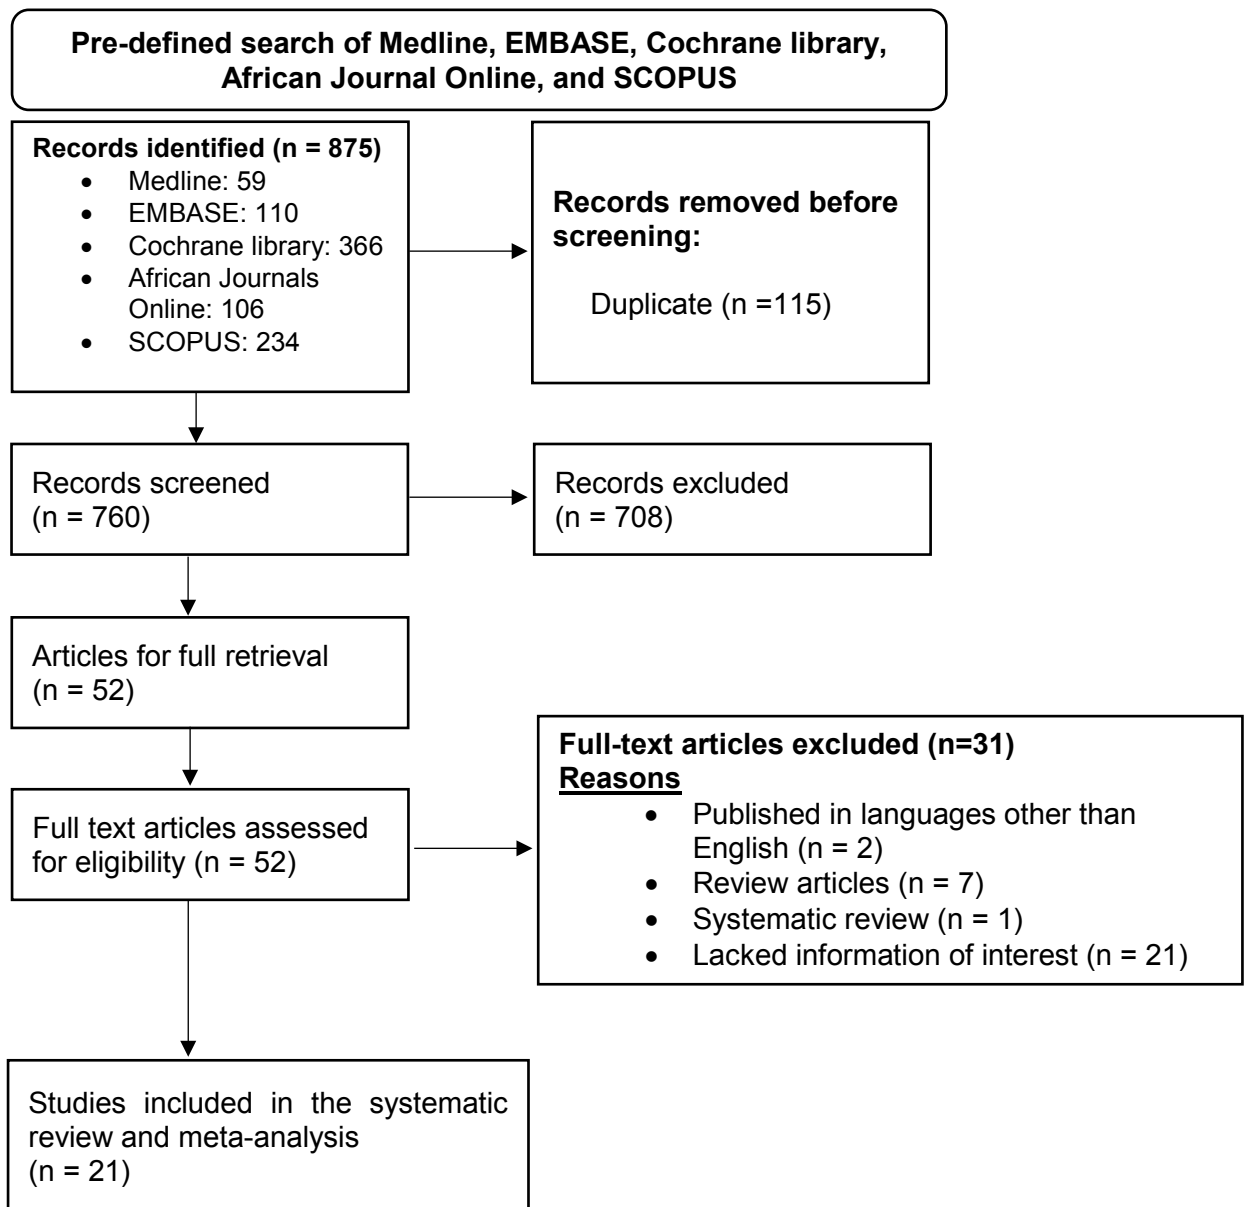 Pre-defined search of Medline, EMBASE, Cochrane library,
African Journal Online, and SCOPUS
Records identified (n = 875)
• Medline: 59
• EMBASE: 110
• Cochrane library: 366
• African Journals
Online: 106
• SCOPUS: 234
Records removed before
screening:
Duplicate (n =115)
Records screened
(n = 760)
Records excluded
(n = 708)
Articles for full retrieval
(n = 52)
Full text articles assessed
for eligibility (n = 52)
Full-text articles excluded (n=31)
Reasons
• Published in languages other than
English (n = 2)
• Review articles (n = 7)
• Systematic review (n = 1)
• Lacked information of interest (n = 21)
Studies included in the systematic
review and meta-analysis
(n = 21)